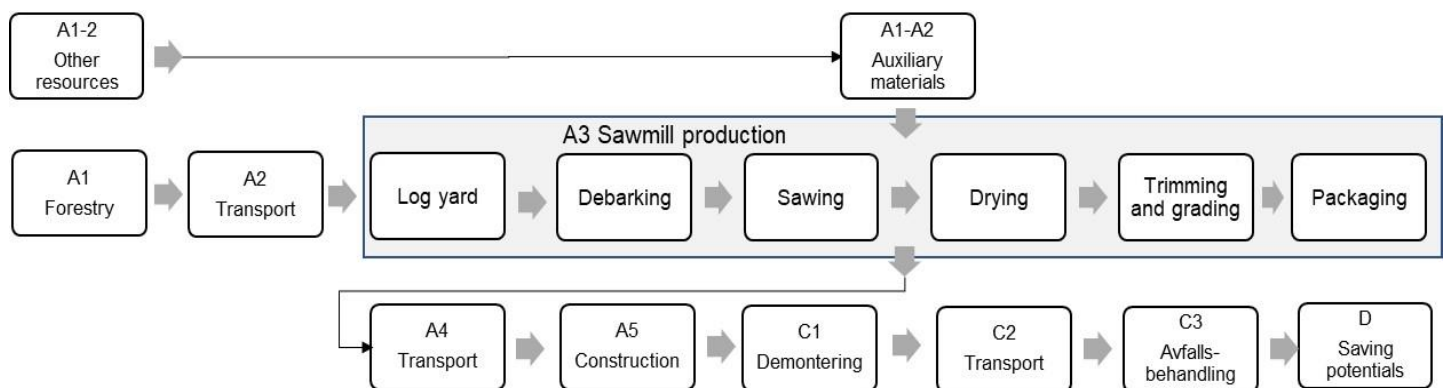 A1-2
Other
resources
A1-A2
Auxiliary
materials
A3 Sawmill production
A1
Forestry
A2
Transport
Log yard
Debarking
Sawing
Drying
Trimming
and grading
Packaging
A4
Transport
A5
Construction
C1
Demontering
C2
Transport
C3
Avfalls-
behandling
D
Saving
potentials